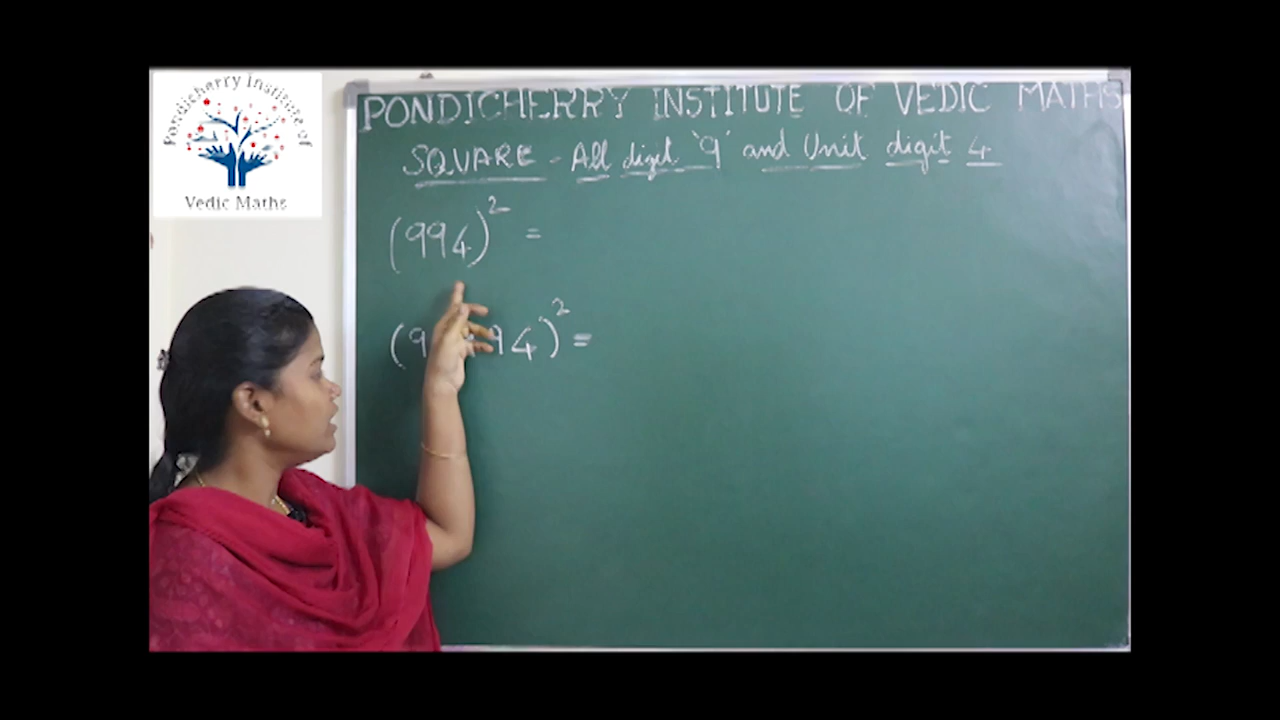 Pondicherry Institute of
Vedic Maths
PONDICHERRY INSTITUTE OF VEDIC MATHS
SQUARE - All digit '9' and Unit digit 4
(994)² =
94)² =